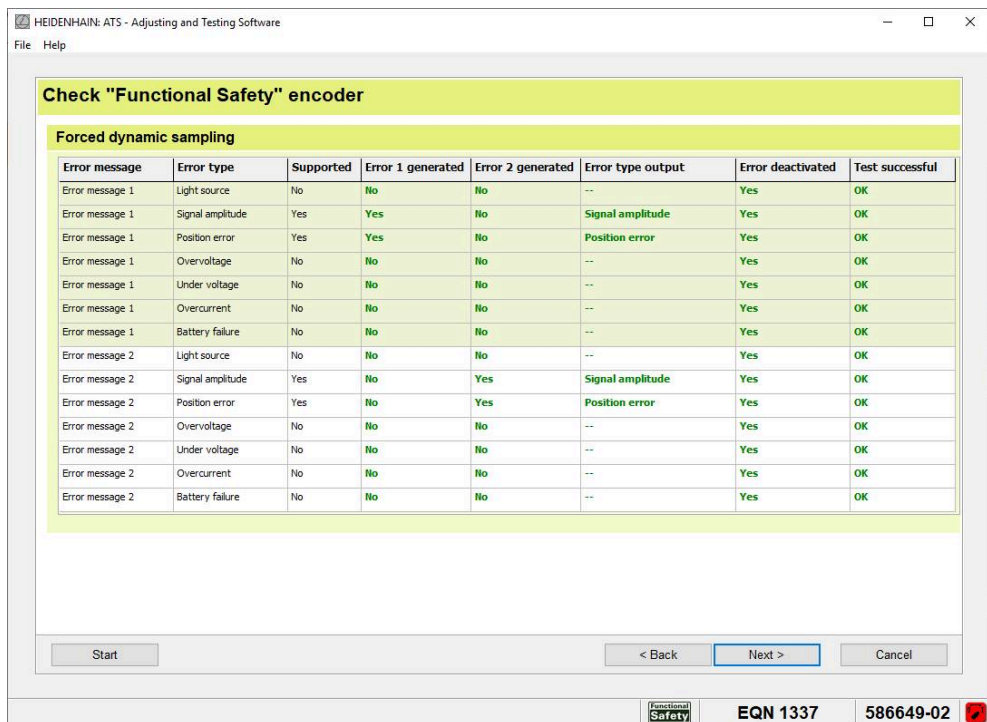 HEIDENHAIN: ATS - Adjusting and Testing Software
File Help
Check "Functional Safety" encoder
Forced dynamic sampling
Error message Error type Supported Error 1 generated Error 2 generated Error type output Error deactivated Test successful
Error message 1 Light source No No No -- Yes OK
Error message 1 Signal amplitude Yes Yes No Signal amplitude Yes OK
Error message 1 Position error Yes Yes No Position error Yes OK
Error message 1 Overvoltage No No No -- Yes OK
Error message 1 Under voltage No No No -- Yes OK
Error message 1 Overcurrent No No No -- Yes OK
Error message 1 Battery failure No No No -- Yes OK
Error message 2 Light source No No No -- Yes OK
Error message 2 Signal amplitude Yes No Yes Signal amplitude Yes OK
Error message 2 Position error Yes No Yes Position error Yes OK
Error message 2 Overvoltage No No No -- Yes OK
Error message 2 Under voltage No No No -- Yes OK
Error message 2 Overcurrent No No No -- Yes OK
Error message 2 Battery failure No No No -- Yes OK
Start < Back Next > Cancel
Functional
Safety EQN 1337 586649-02